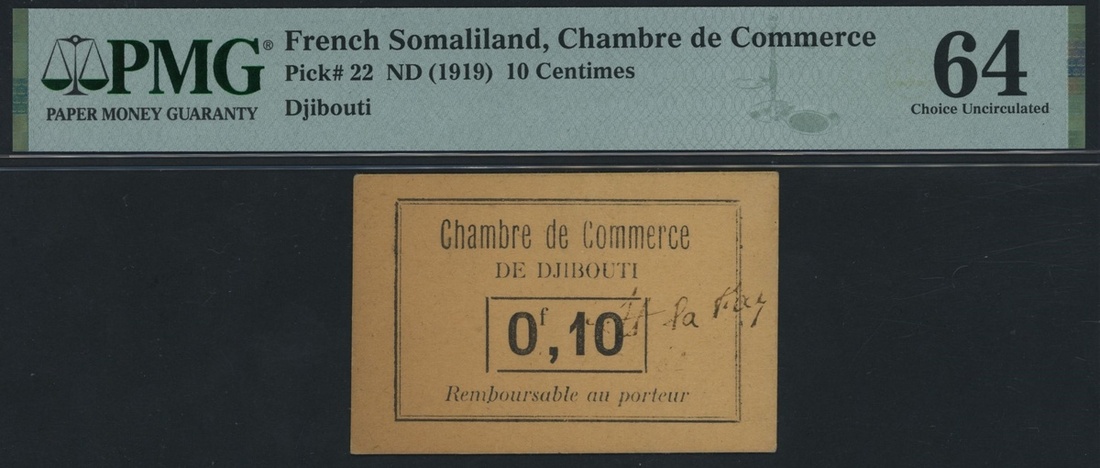 PMG®
PAPER MONEY GUARANTY
French Somaliland, Chambre de Commerce
Pick# 22 ND (1919) 10 Centimes
Djibouti
64
Choice Uncirculated
Chambre de Commerce
DE DJIBOUTI
0f,10
Remboursable au porteur